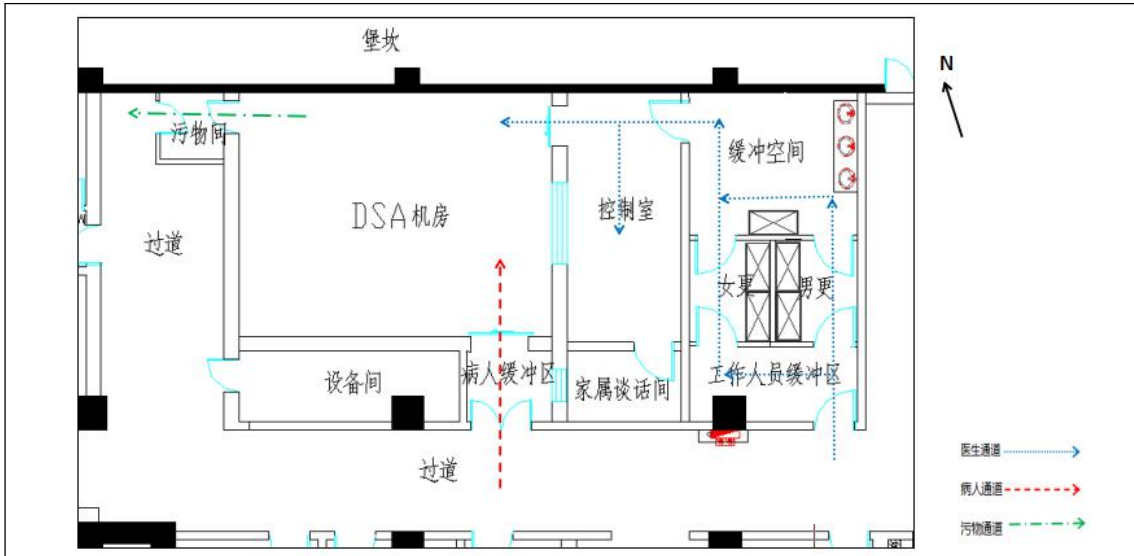 堡坎
N
污物间
缓冲空间
DSA机房
控制室
过道
女更
男更
设备间
病人缓冲区
家属谈话间
工作人员缓冲区
过道
医生通道
病人通道
污物通道